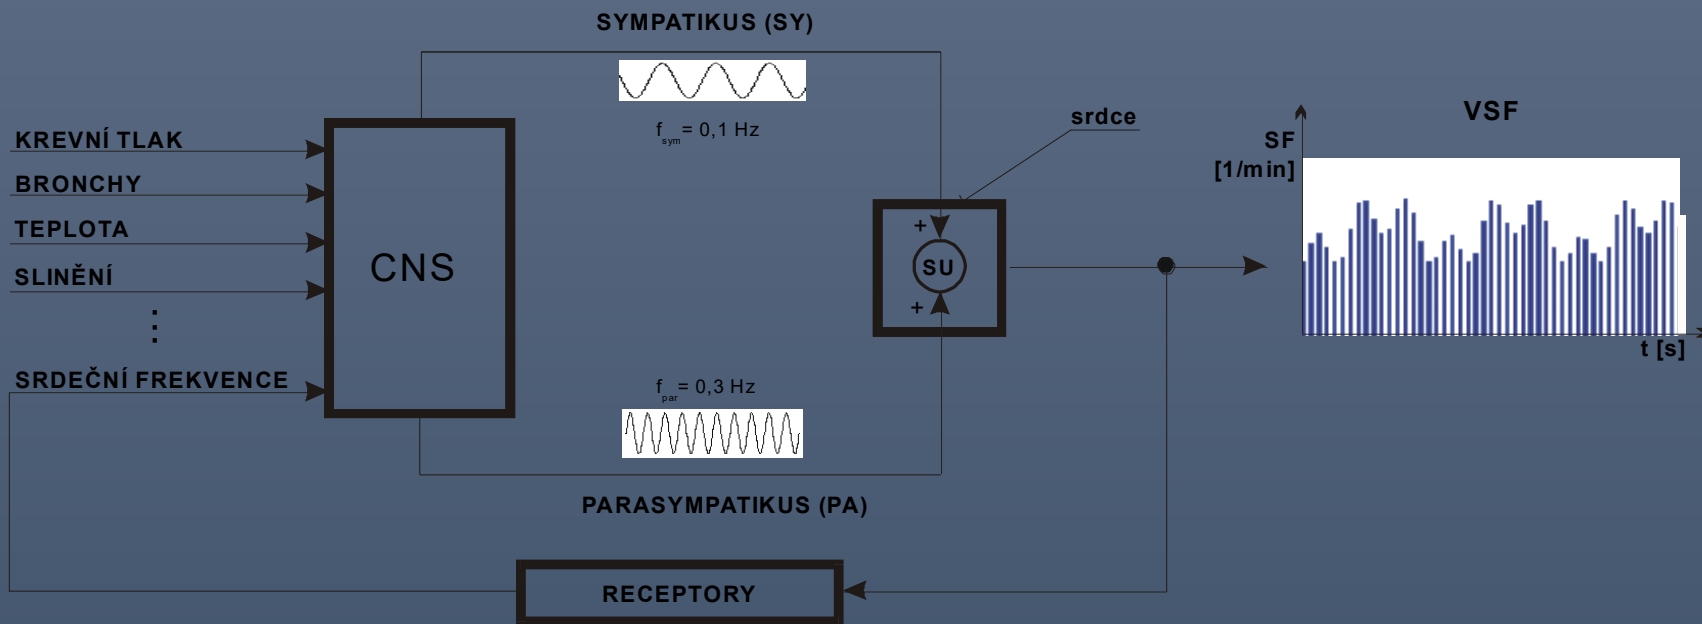 SYMPATIKUS (SY)
f_sym = 0,1 Hz
KREVNÍ TLAK
BRONCHY
TEPLOTA
SLINĚNÍ
⋮
SRDEČNÍ FREKVENCE
CNS
srdce
+
SU
+
VSF
SF
[1/min]
t [s]
f_par = 0,3 Hz
PARASYMPATIKUS (PA)
RECEPTORY